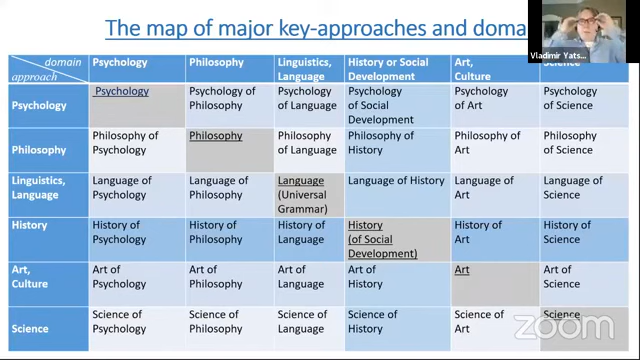 The map of major key-approaches and doma
Vladimir Yats...
domain
approach
Psychology
Philosophy
Linguistics,
Language
History or Social
Development
Art,
Culture
Psychology
Psychology
Psychology of
Philosophy
Psychology
of Language
Psychology
of Social
Development
Psychology
of Art
Psychology
of Science
Philosophy
Philosophy of
Psychology
Philosophy
Philosophy
of Language
Philosophy of
History
Philosophy of
Art
Philosophy
of Science
Linguistics,
Language
Language of
Psychology
Language of
Philosophy
Language
(Universal
Grammar)
Language of History
Language of
Art
Language of
Science
History
History of
Psychology
History of
Philosophy
History of
Language
History
(of Social
Development)
History of
Art
History of
Science
Art,
Culture
Art of
Psychology
Art of
Philosophy
Art of
Language
Art of
History
Art
Art of
Science
Science
Science of
Psychology
Science of
Philosophy
Science of
Language
Science of
History
Science of
Art
Science
zoom